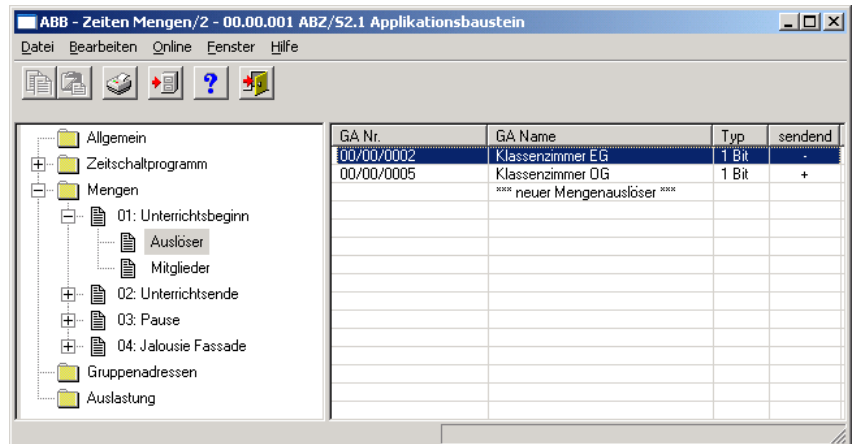 ABB - Zeiten Mengen/2 - 00.00.001 ABZ/S2.1 Applikationsbaustein
Datei Bearbeiten Online Fenster Hilfe
?
Allgemein
Zeitschaltprogramm
Mengen
01: Unterrichtsbeginn
Auslöser
Mitglieder
02: Unterrichtsende
03: Pause
04: Jalousie Fassade
Gruppenadressen
Auslastung
GA Nr. GA Name Typ sendend
00/00/0002 Klassenzimmer EG 1 Bit -
00/00/0005 Klassenzimmer OG 1 Bit +
*** neuer Mengenauslöser ***